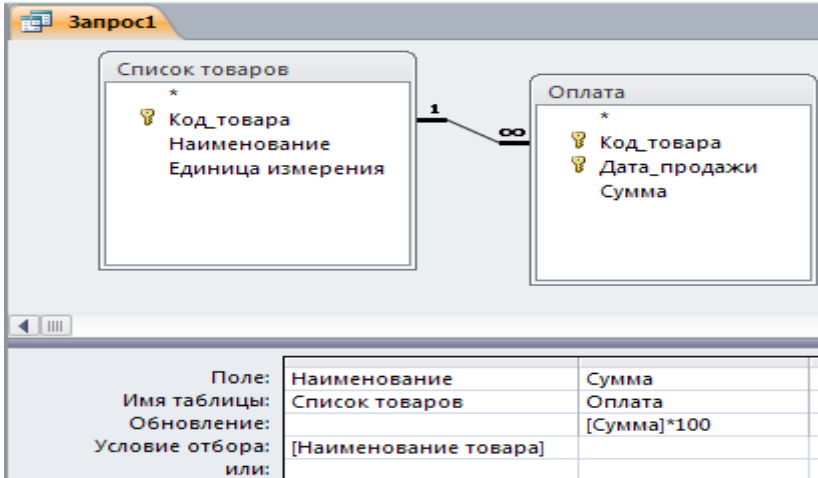 Запрос1
Список товаров
*
Код_товара
Наименование
Единица измерения
1
∞
Оплата
*
Код_товара
Дата_продажи
Сумма
Поле: Наименование Сумма
Имя таблицы: Список товаров Оплата
Обновление: [Сумма]*100
Условие отбора: [Наименование товара]
или: